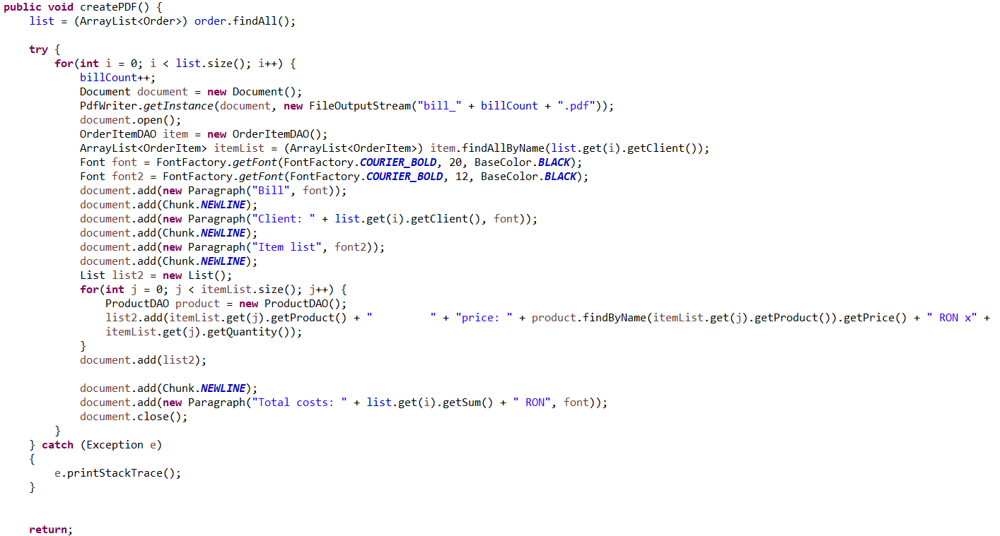 public void createPDF() {
    list = (ArrayList<Order>) order.findAll();

    try {
        for(int i = 0; i < list.size(); i++) {
            billCount++;
            Document document = new Document();
            PdfWriter.getInstance(document, new FileOutputStream("bill_" + billCount + ".pdf"));
            document.open();
            OrderItemDAO item = new OrderItemDAO();
            ArrayList<OrderItem> itemList = (ArrayList<OrderItem>) item.findAllByName(list.get(i).getClient());
            Font font = FontFactory.getFont(FontFactory.COURIER_BOLD, 20, BaseColor.BLACK);
            Font font2 = FontFactory.getFont(FontFactory.COURIER_BOLD, 12, BaseColor.BLACK);
            document.add(new Paragraph("Bill", font));
            document.add(Chunk.NEWLINE);
            document.add(new Paragraph("Client: " + list.get(i).getClient(), font));
            document.add(Chunk.NEWLINE);
            document.add(new Paragraph("Item list", font2));
            document.add(Chunk.NEWLINE);
            List list2 = new List();
            for(int j = 0; j < itemList.size(); j++) {
                ProductDAO product = new ProductDAO();
                list2.add(itemList.get(j).getProduct() + "         " + "price: " + product.findByName(itemList.get(j).getProduct()).getPrice() + " RON x" +
                itemList.get(j).getQuantity());
            }
            document.add(list2);

            document.add(Chunk.NEWLINE);
            document.add(new Paragraph("Total costs: " + list.get(i).getSum() + " RON", font));
            document.close();
        }
    } catch (Exception e)
    {
        e.printStackTrace();
    }


    return;